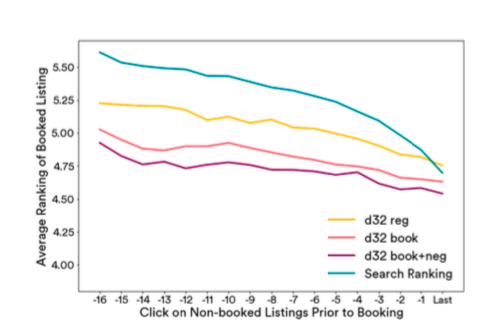 Average Ranking of Booked Listing
5.50
5.25
5.00
4.75
4.50
4.25
4.00
d32 reg
d32 book
d32 book+neg
Search Ranking
-16 -15 -14 -13 -12 -11 -10 -9 -8 -7 -6 -5 -4 -3 -2 -1 Last
Click on Non-booked Listings Prior to Booking